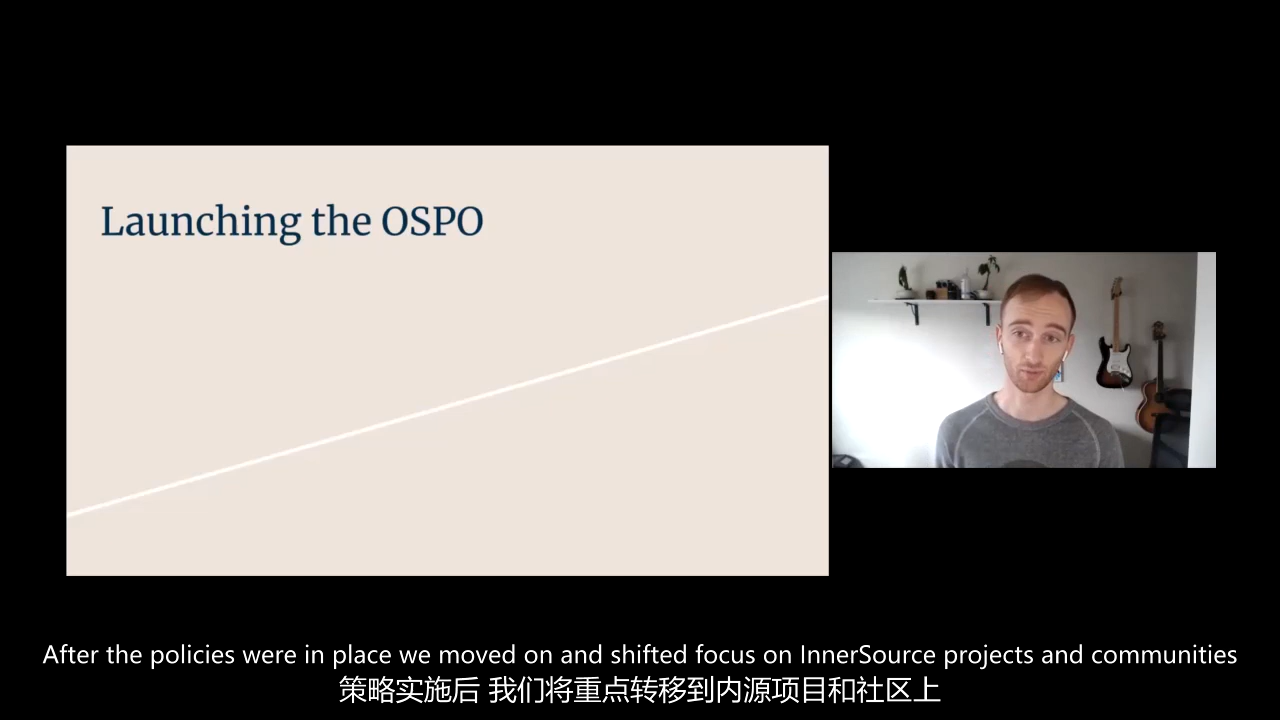 Launching the OSPO
After the policies were in place we moved on and shifted focus on InnerSource projects and communities
策略实施后 我们将重点转移到内源项目和社区上